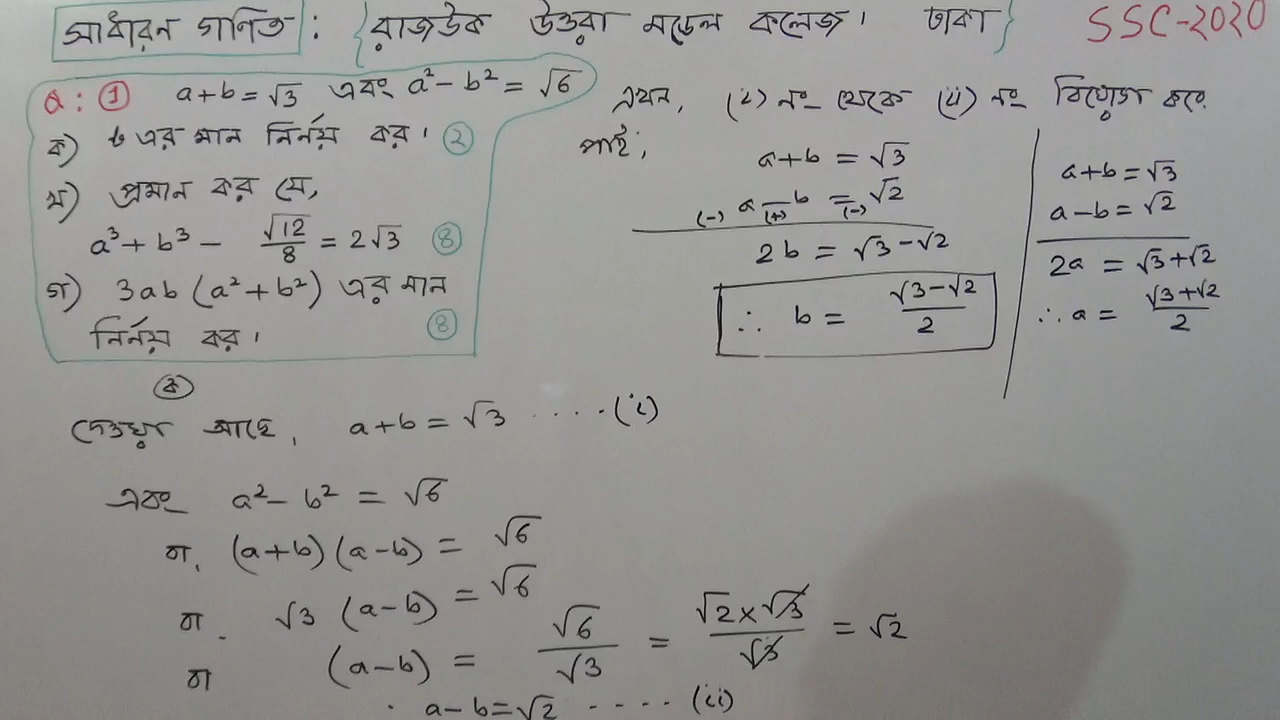 সাধারন গনিত : {রাজউক উত্তরা মডেল কলেজ। ঢাকা} SSC-2020
Q : ① a+b = √3 এবং a² - b² = √6
ক) b এর মান নির্নয় কর। ②
খ) প্রমান কর যে,
a³ + b³ - √12/8 = 2√3 ④
গ) 3ab (a² + b²) এর মান
নির্নয় কর। ④
ⓚ
দেওয়া আছে, a+b = √3 ....(i)
এবং a² - b² = √6
বা, (a+b)(a-b) = √6
বা, √3 (a-b) = √6
বা (a-b) = √6/√3 = √2×√3/√3 = √2
∴ a-b = √2 ----(ii)
এখন, (i) নং থেকে (ii) নং বিয়োগ করে
পাই,
a+b = √3
(-) a - (+) b = (-) √2
2b = √3 - √2
∴ b = √3-√2/2
a+b = √3
a-b = √2
2a = √3+√2
∴ a = √3+√2/2